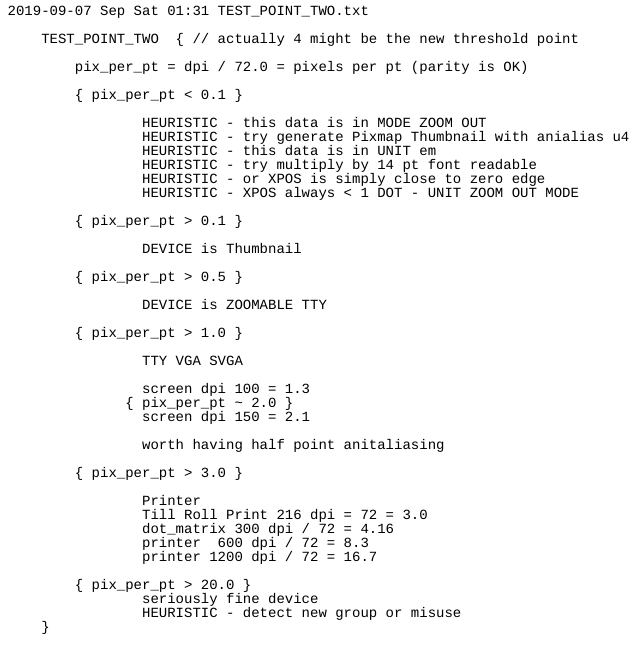 2019-09-07 Sep Sat 01:31 TEST_POINT_TWO.txt
TEST_POINT_TWO  { // actually 4 might be the new threshold point
pix_per_pt = dpi / 72.0 = pixels per pt (parity is OK)
{ pix_per_pt < 0.1 }
HEURISTIC - this data is in MODE ZOOM OUT
HEURISTIC - try generate Pixmap Thumbnail with anialias u4
HEURISTIC - this data is in UNIT em
HEURISTIC - try multiply by 14 pt font readable
HEURISTIC - or XPOS is simply close to zero edge
HEURISTIC - XPOS always < 1 DOT - UNIT ZOOM OUT MODE
{ pix_per_pt > 0.1 }
DEVICE is Thumbnail
{ pix_per_pt > 0.5 }
DEVICE is ZOOMABLE TTY
{ pix_per_pt > 1.0 }
TTY VGA SVGA
screen dpi 100 = 1.3
{ pix_per_pt ~ 2.0 }
screen dpi 150 = 2.1
worth having half point anitaliasing
{ pix_per_pt > 3.0 }
Printer
Till Roll Print 216 dpi = 72 = 3.0
dot_matrix 300 dpi / 72 = 4.16
printer  600 dpi / 72 = 8.3
printer 1200 dpi / 72 = 16.7
{ pix_per_pt > 20.0 }
seriously fine device
HEURISTIC - detect new group or misuse
}